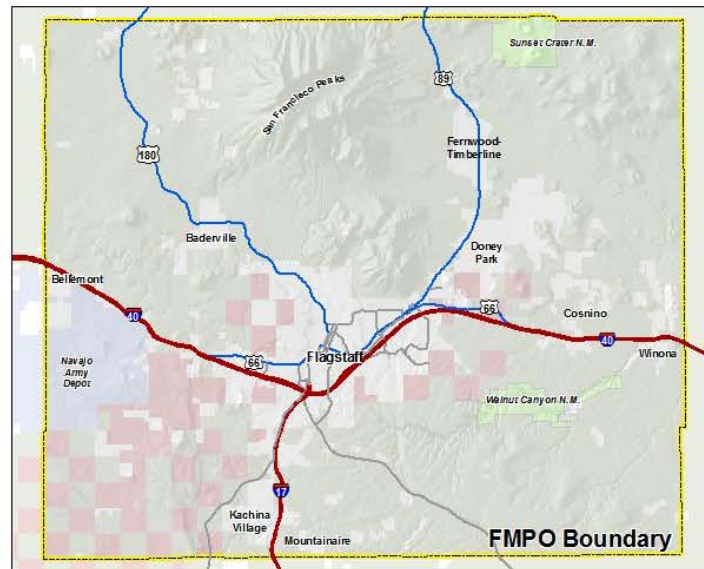 Sunset Crater N.M.
89
San Francisco Peaks
Fernwood-
Timberline
180
Baderville
Doney
Park
Bellemont
66
Cosnino
40
40
Flagstaff
66
Winona
Navajo
Army
Depot
Walnut Canyon N.M.
17
Kachina
Village
Mountainaire
FMPO Boundary